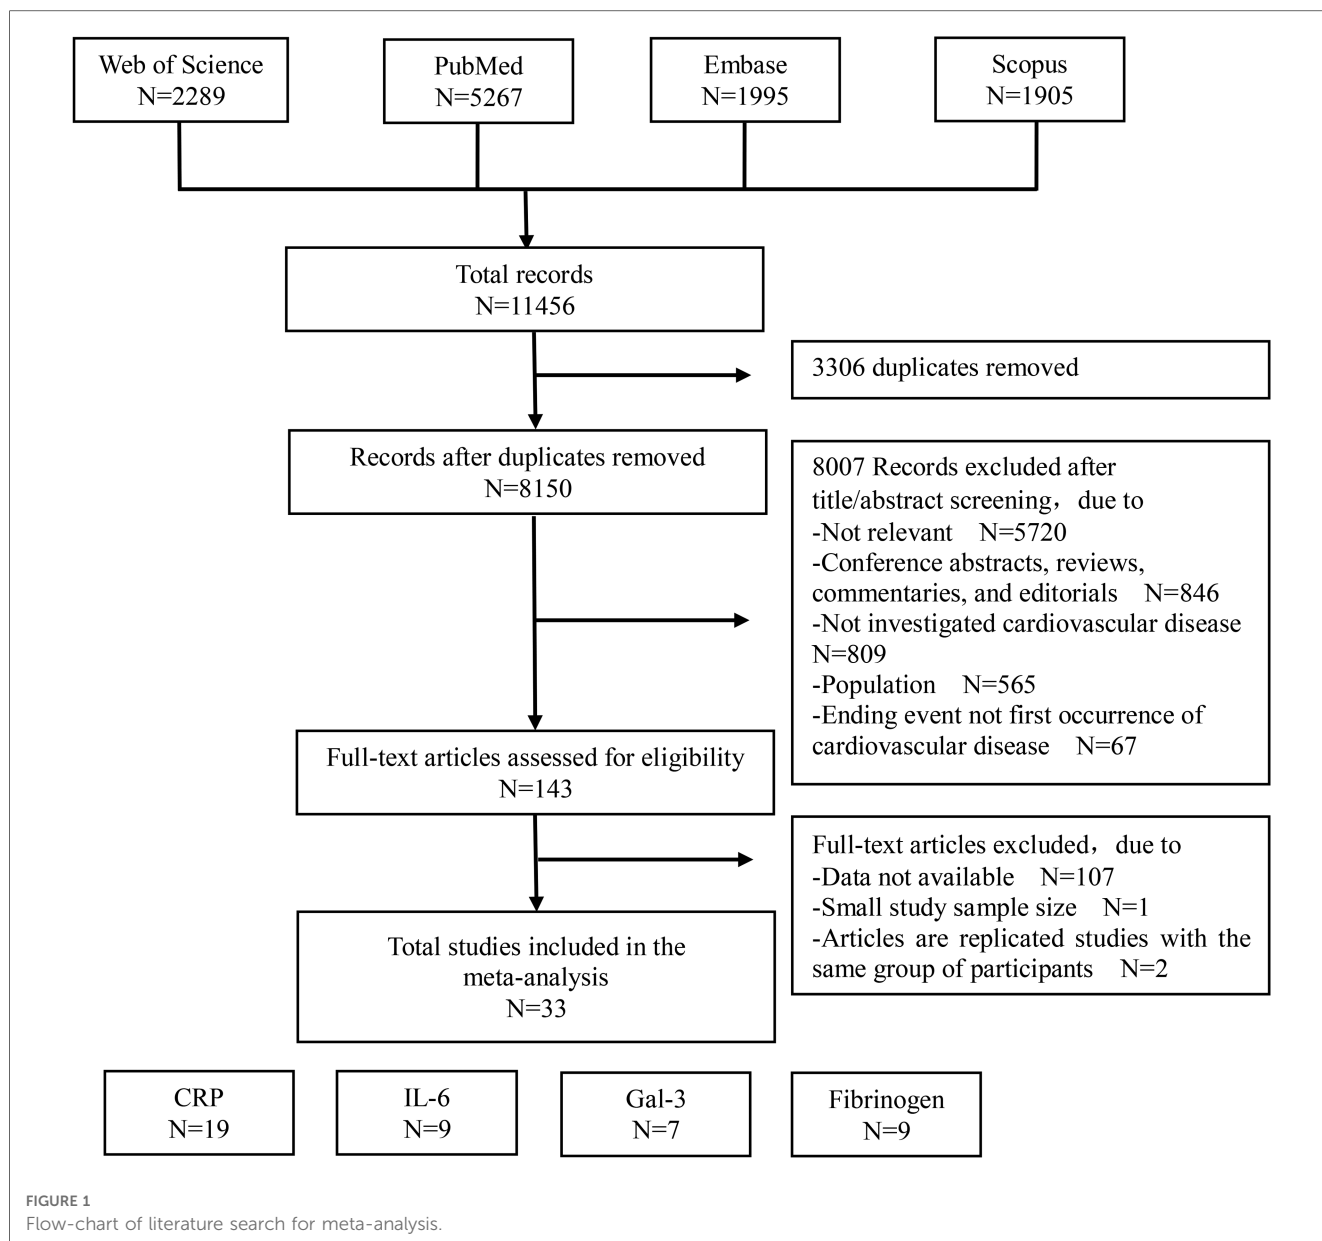 Web of Science
N=2289
PubMed
N=5267
Embase
N=1995
Scopus
N=1905
Total records
N=11456
3306 duplicates removed
Records after duplicates removed
N=8150
8007 Records excluded after
title/abstract screening，due to
-Not relevant N=5720
-Conference abstracts, reviews,
commentaries, and editorials N=846
-Not investigated cardiovascular disease
N=809
-Population N=565
-Ending event not first occurrence of
cardiovascular disease N=67
Full-text articles assessed for eligibility
N=143
Full-text articles excluded，due to
-Data not available N=107
-Small study sample size N=1
-Articles are replicated studies with the
same group of participants N=2
Total studies included in the
meta-analysis
N=33
CRP
N=19
IL-6
N=9
Gal-3
N=7
Fibrinogen
N=9
FIGURE 1
Flow-chart of literature search for meta-analysis.